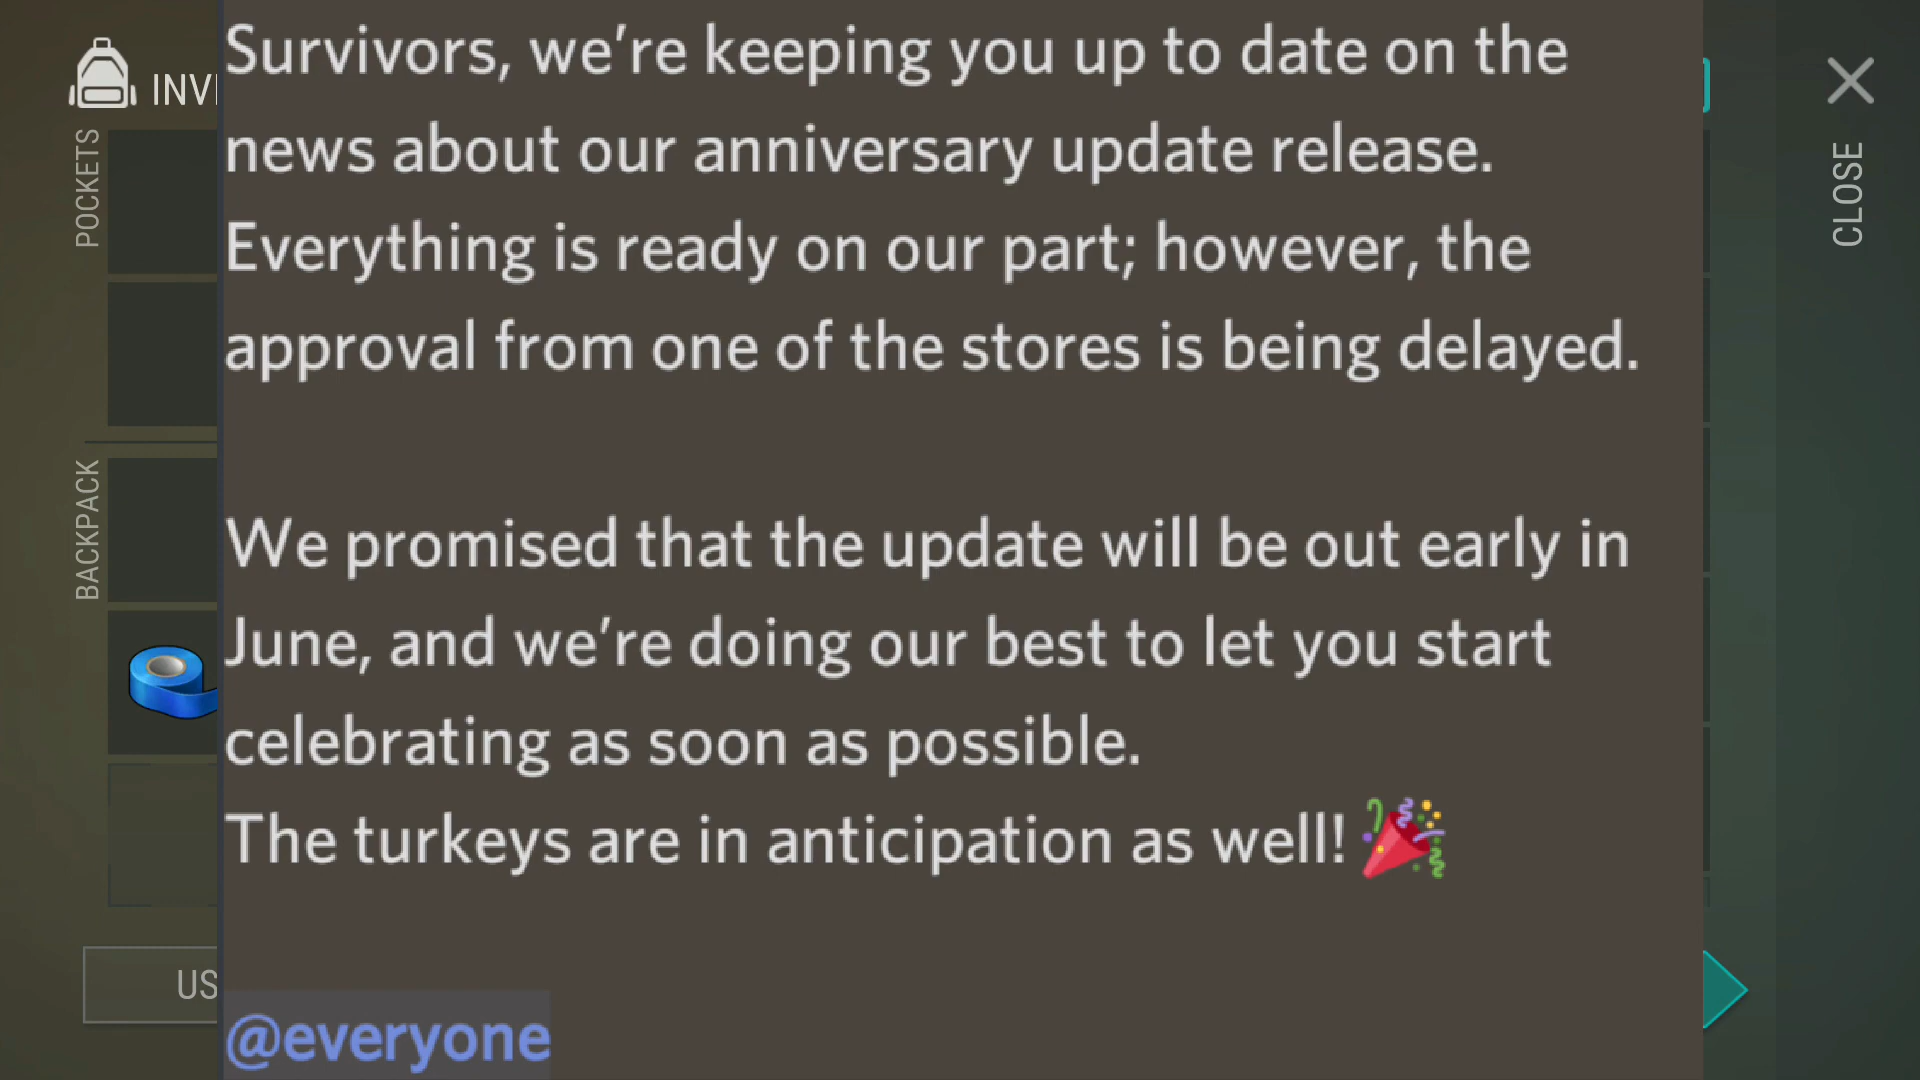 Survivors, we're keeping you up to date on the
news about our anniversary update release.
Everything is ready on our part; however, the
approval from one of the stores is being delayed.
We promised that the update will be out early in
June, and we're doing our best to let you start
celebrating as soon as possible.
The turkeys are in anticipation as well! 🎉
@everyone
INV
POCKETS
BACKPACK
US
CLOSE